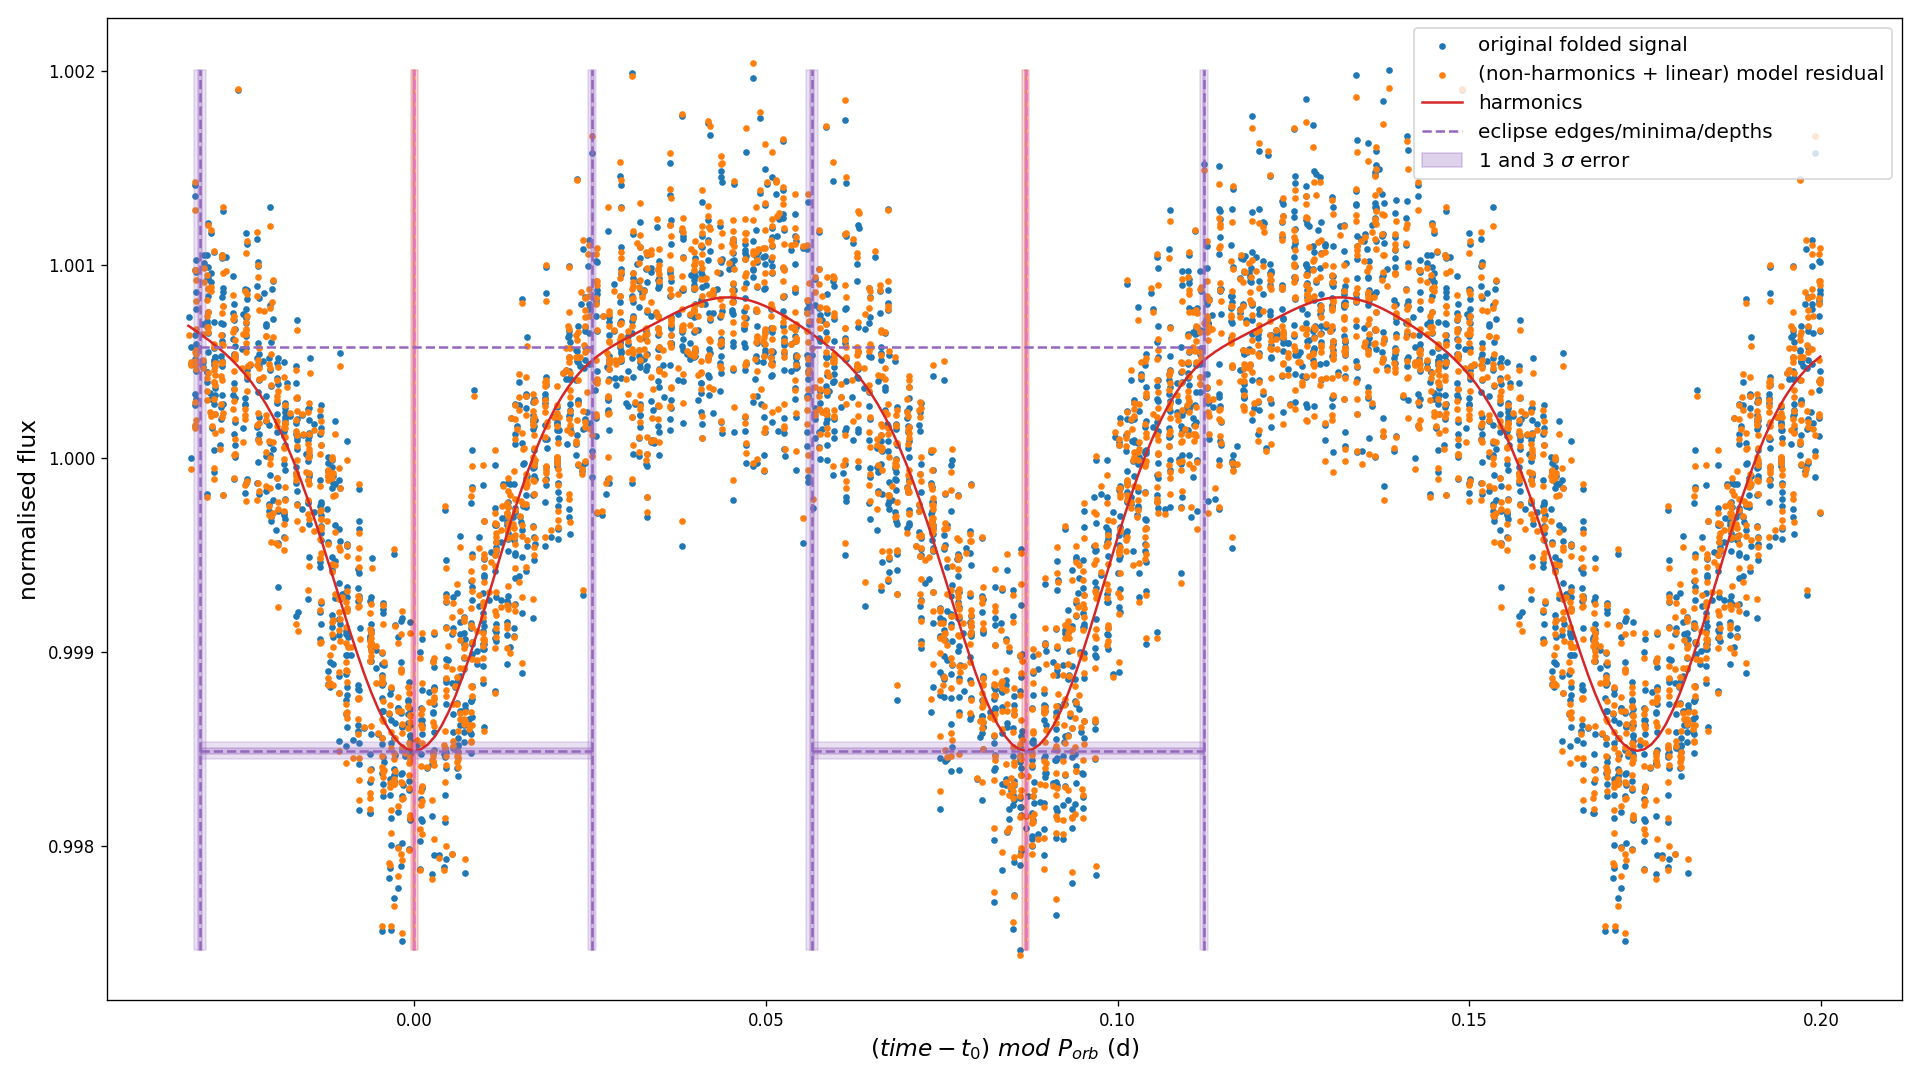 original folded signal
(non-harmonics + linear) model residual
harmonics
eclipse edges/minima/depths
1 and 3 σ error
normalised flux
1.002
1.001
1.000
0.999
0.998
0.00 0.05 0.10 0.15 0.20
(time − t₀) mod Pₒᵣb (d)